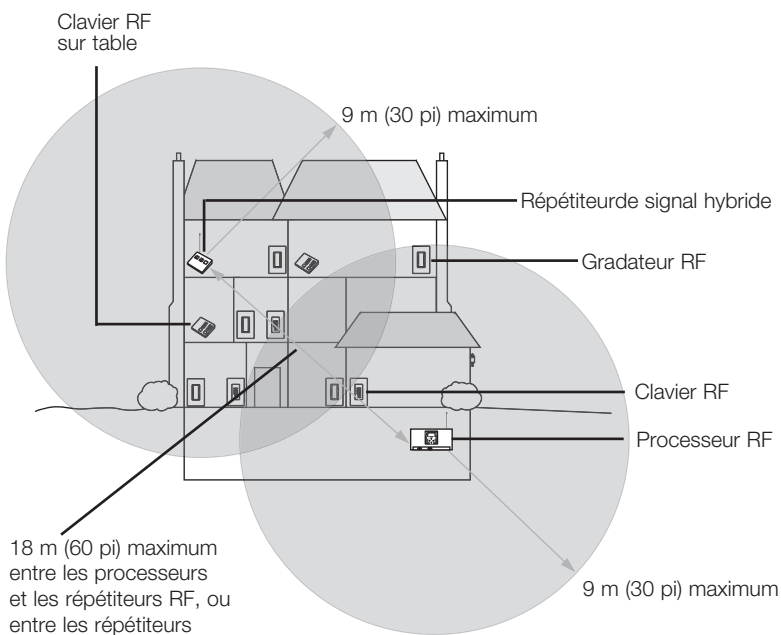 Clavier RF
sur table
9 m (30 pi) maximum
Répétiteurde signal hybride
Gradateur RF
Clavier RF
Processeur RF
18 m (60 pi) maximum
entre les processeurs
et les répétiteurs RF, ou
entre les répétiteurs
9 m (30 pi) maximum